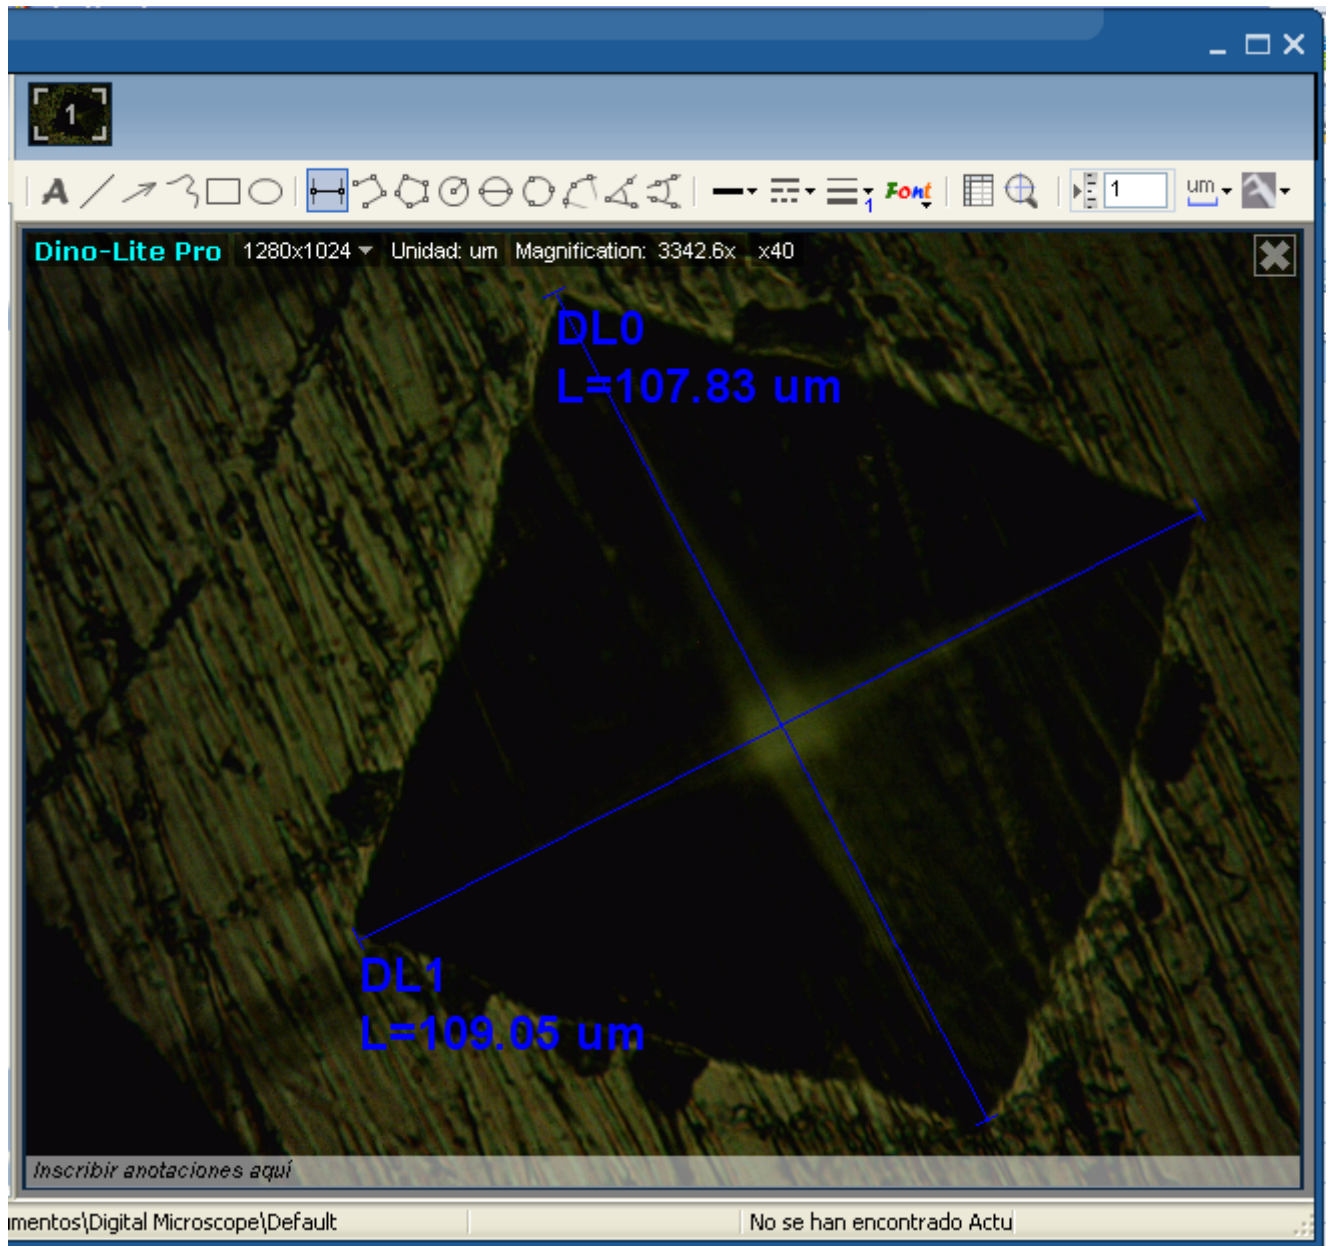 1
A 1 Font 1 um
Dino-Lite Pro 1280x1024 Unidad: um Magnification: 3342.6x x40
DL0
L=107.83 um
DL1
L=109.05 um
Inscribir anotaciones aquí
mentos\Digital Microscope\Default No se han encontrado Actu